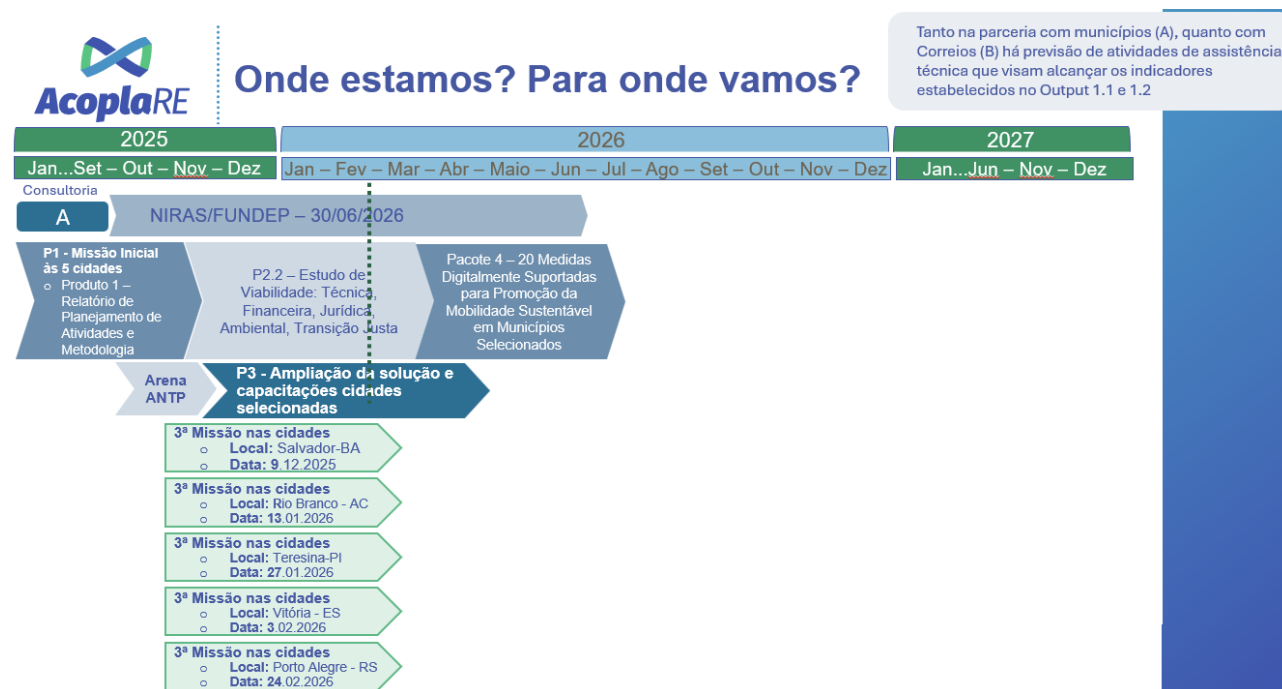 AcoplaRE
Onde estamos? Para onde vamos?
Tanto na parceria com municípios (A), quanto com
Correios (B) há previsão de atividades de assistência
técnica que visam alcançar os indicadores
estabelecidos no Output 1.1 e 1.2
2025
2026
2027
Jan...Set – Out – Nov – Dez
Jan – Fev – Mar – Abr – Maio – Jun – Jul – Ago – Set – Out – Nov – Dez
Jan...Jun – Nov – Dez
Consultoria
A
NIRAS/FUNDEP – 30/06/2026
P1 - Missão Inicial
às 5 cidades
o Produto 1 –
Relatório de
Planejamento de
Atividades e
Metodologia
P2.2 – Estudo de
Viabilidade: Técnica,
Financeira, Jurídica,
Ambiental, Transição Justa
Pacote 4 – 20 Medidas
Digitalmente Suportadas
para Promoção da
Mobilidade Sustentável
em Municípios
Selecionados
Arena
ANTP
P3 - Ampliação da solução e
capacitações cidades
selecionadas
3ª Missão nas cidades
o Local: Salvador-BA
o Data: 9.12.2025
3ª Missão nas cidades
o Local: Rio Branco - AC
o Data: 13.01.2026
3ª Missão nas cidades
o Local: Teresina-PI
o Data: 27.01.2026
3ª Missão nas cidades
o Local: Vitória - ES
o Data: 3.02.2026
3ª Missão nas cidades
o Local: Porto Alegre - RS
o Data: 24.02.2026